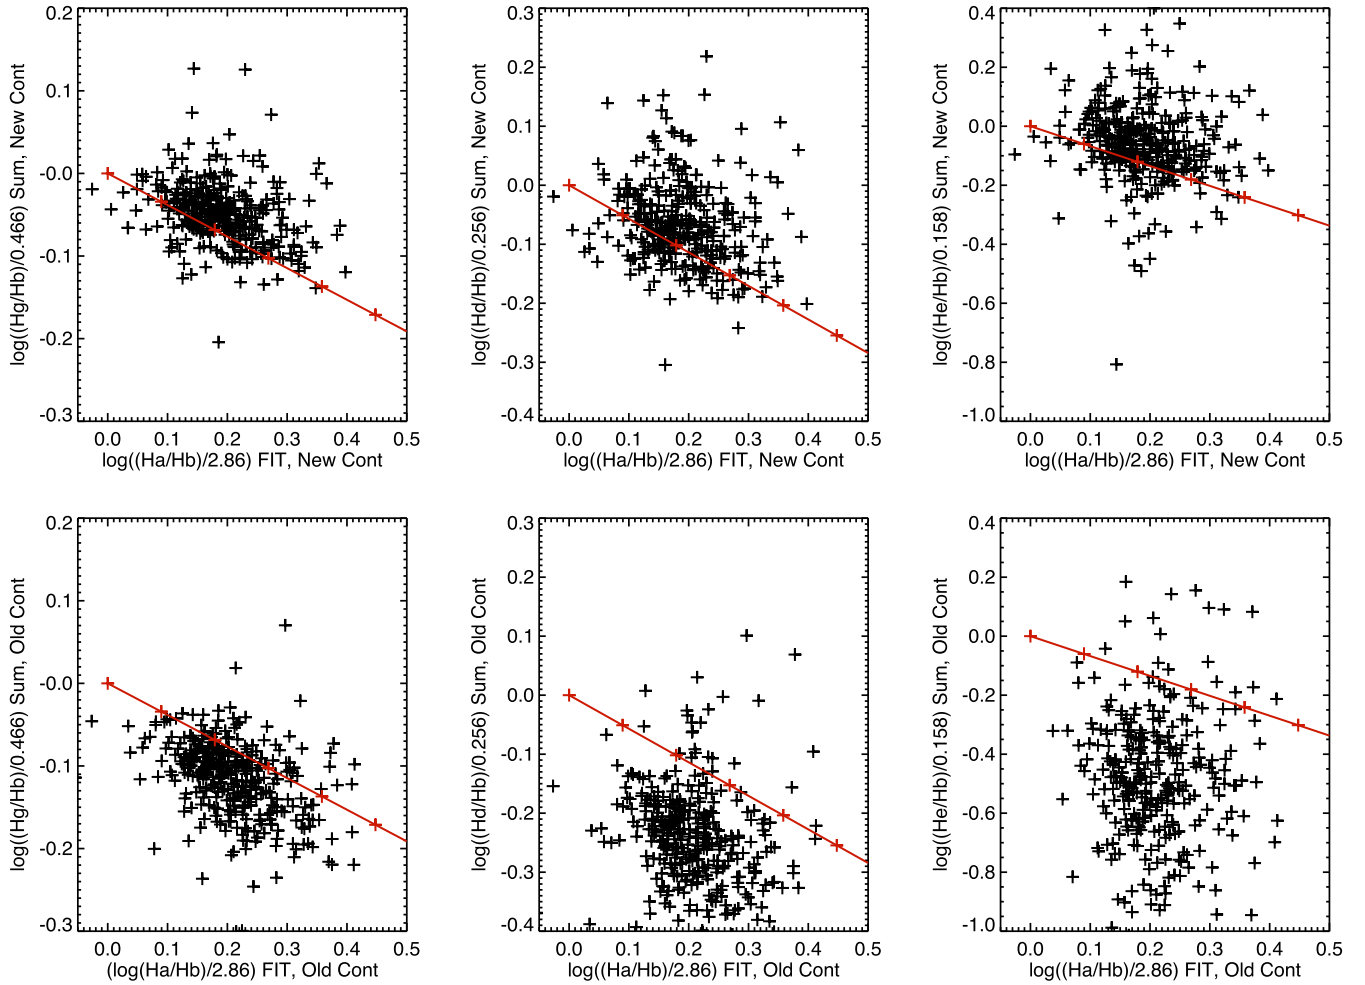 0.2
0.1
-0.0
-0.1
-0.2
-0.3
log((Hg/Hb)/0.466) Sum, New Cont
0.0 0.1 0.2 0.3 0.4 0.5
log((Ha/Hb)/2.86) FIT, New Cont
0.3
0.2
0.1
0.0
-0.1
-0.2
-0.3
-0.4
log((Hd/Hb)/0.256) Sum, New Cont
0.0 0.1 0.2 0.3 0.4 0.5
log((Ha/Hb)/2.86) FIT, New Cont
0.4
0.2
0.0
-0.2
-0.4
-0.6
-0.8
-1.0
log((He/Hb)/0.158) Sum, New Cont
0.0 0.1 0.2 0.3 0.4 0.5
log((Ha/Hb)/2.86) FIT, New Cont
0.2
0.1
-0.0
-0.1
-0.2
-0.3
log((Hg/Hb)/0.466) Sum, Old Cont
0.0 0.1 0.2 0.3 0.4 0.5
(log(Ha/Hb)/2.86) FIT, Old Cont
0.3
0.2
0.1
0.0
-0.1
-0.2
-0.3
-0.4
log((Hd/Hb)/0.256) Sum, Old Cont
0.0 0.1 0.2 0.3 0.4 0.5
log((Ha/Hb)/2.86) FIT, Old Cont
0.4
0.2
0.0
-0.2
-0.4
-0.6
-0.8
-1.0
log((He/Hb)/0.158) Sum, Old Cont
0.0 0.1 0.2 0.3 0.4 0.5
log((Ha/Hb)/2.86) FIT, Old Cont